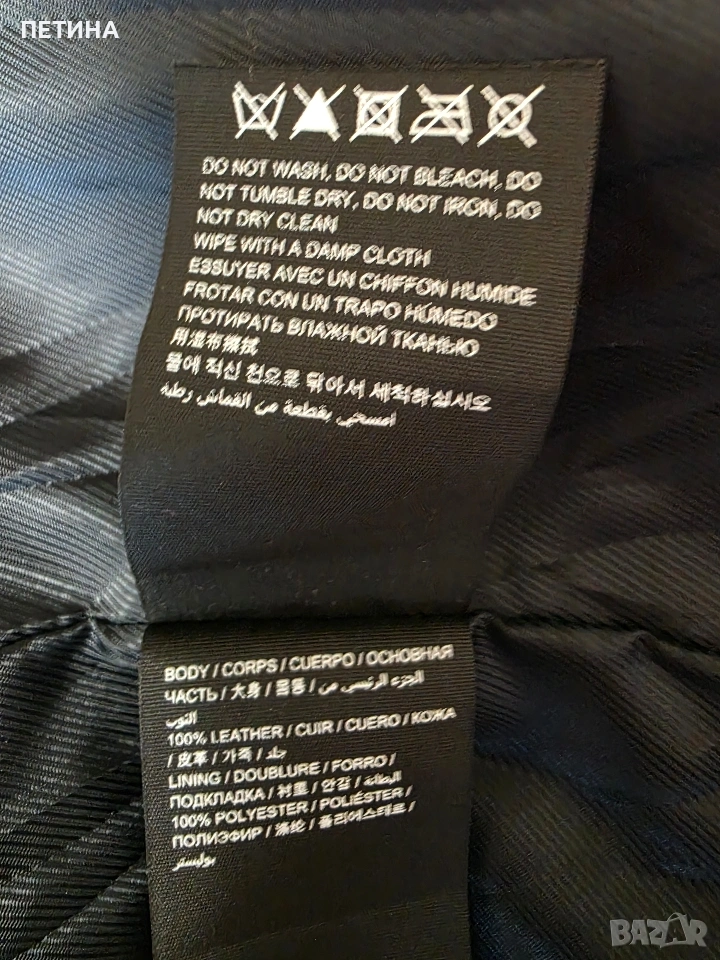 ПЕТИНА
DO NOT WASH, DO NOT BLEACH, DO
NOT TUMBLE DRY, DO NOT IRON, DO
NOT DRY CLEAN
WIPE WITH A DAMP CLOTH
ESSUYER AVEC UN CHIFFON HUMIDE
FROTAR CON UN TRAPO HÚMEDO
ПРОТИРАТЬ ВЛАЖНОЙ ТКАНЬЮ
用湿布擦拭
물에 적신 천으로 닦아서 세척하십시오
امسحي بقطعة من القماش رطبة
BODY / CORPS / CUERPO / ОСНОВНАЯ
ЧАСТЬ / 大身 / 몸통 / الجزء الرئيسي من
الثوب
100% LEATHER / CUIR / CUERO / КОЖА
/ 皮革 / 가죽 / جلد
LINING / DOUBLURE / FORRO /
ПОДКЛАДКА / 衬里 / 안감 / البطانة
100% POLYESTER / POLIÉSTER /
ПОЛИЭФИР / 涤纶 / 폴리에스테르 /
بوليستر
BAZAR